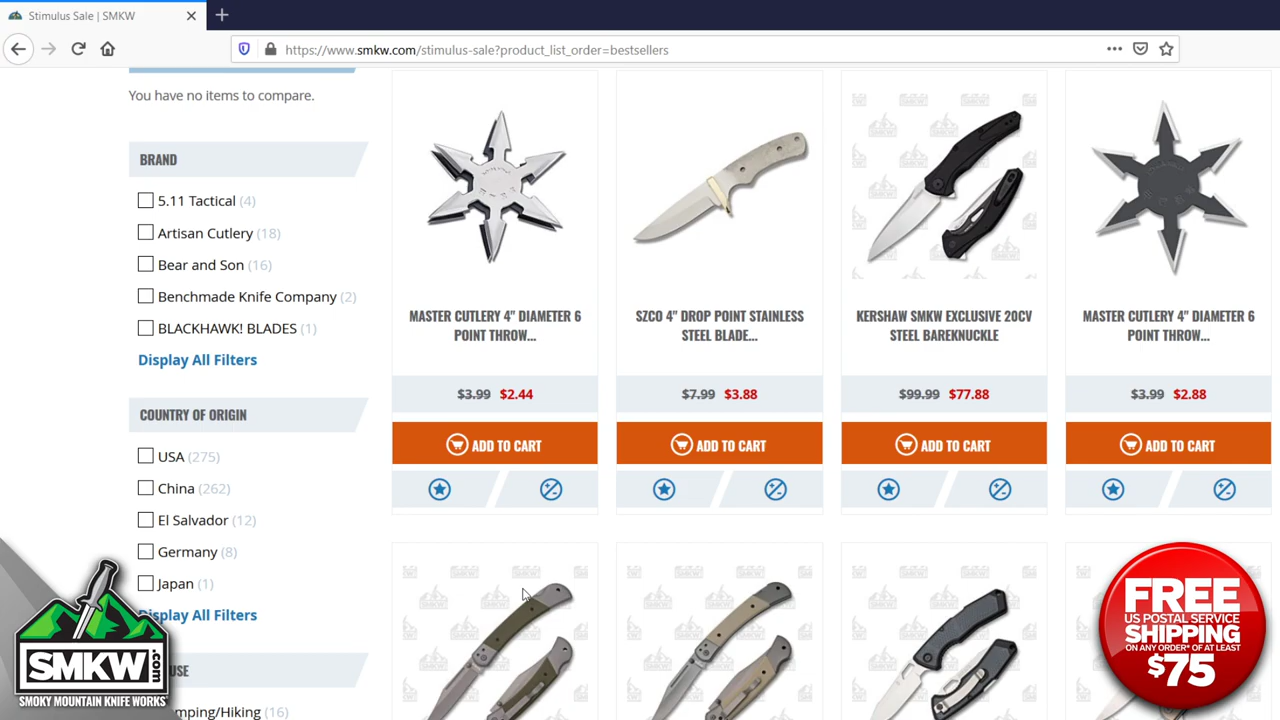 Stimulus Sale | SMKW
https://www.smkw.com/stimulus-sale?product_list_order=bestsellers
You have no items to compare.
BRAND
5.11 Tactical (4)
Artisan Cutlery (18)
Bear and Son (16)
Benchmade Knife Company (2)
BLACKHAWK! BLADES (1)
Display All Filters
COUNTRY OF ORIGIN
USA (275)
China (262)
El Salvador (12)
Germany (8)
Japan (1)
Display All Filters
USE
mping/Hiking (16)
MASTER CUTLERY 4" DIAMETER 6
POINT THROW...
$3.99 $2.44
ADD TO CART
SZCO 4" DROP POINT STAINLESS
STEEL BLADE...
$7.99 $3.88
ADD TO CART
KERSHAW SMKW EXCLUSIVE 20CV
STEEL BAREKNUCKLE
$99.99 $77.88
ADD TO CART
MASTER CUTLERY 4" DIAMETER 6
POINT THROW...
$3.99 $2.88
ADD TO CART
SMKW.com
SMOKY MOUNTAIN KNIFE WORKS
FREE
US POSTAL SERVICE
SHIPPING
ON ANY ORDER* OF AT LEAST
$75